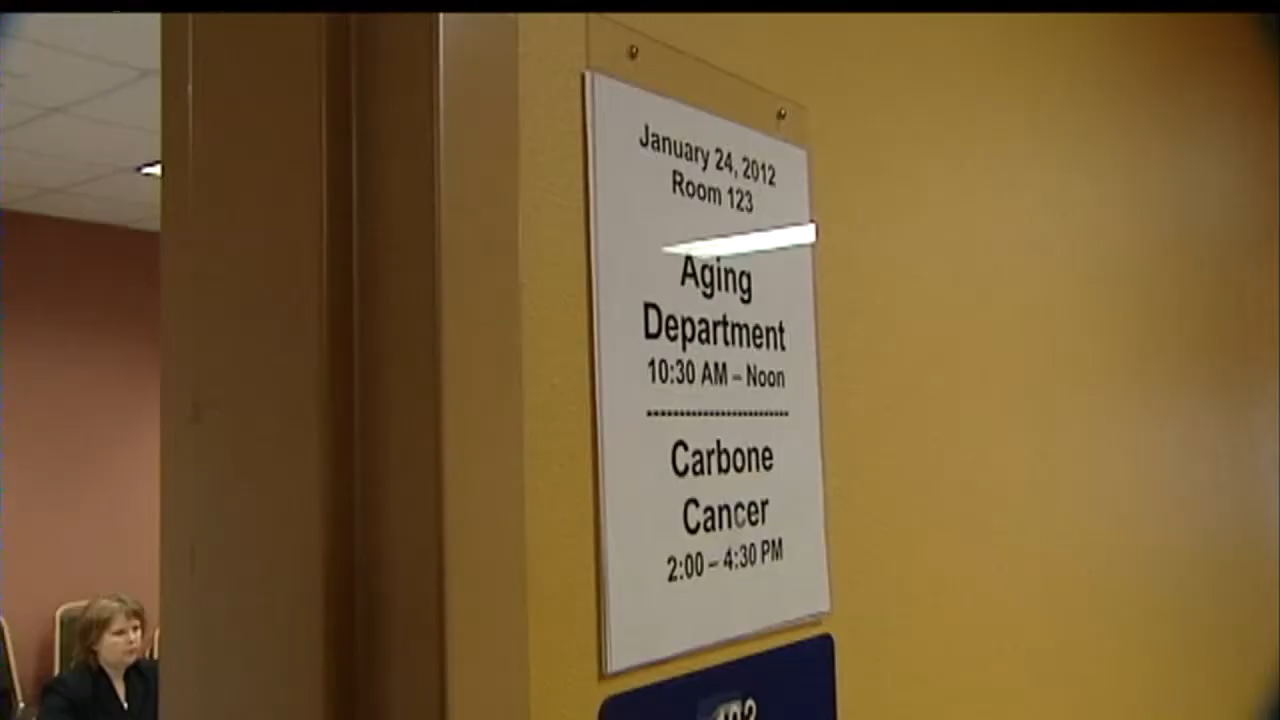 January 24, 2012
Room 123
Aging
Department
10:30 AM – Noon
-------------------------
Carbone
Cancer
2:00 – 4:30 PM